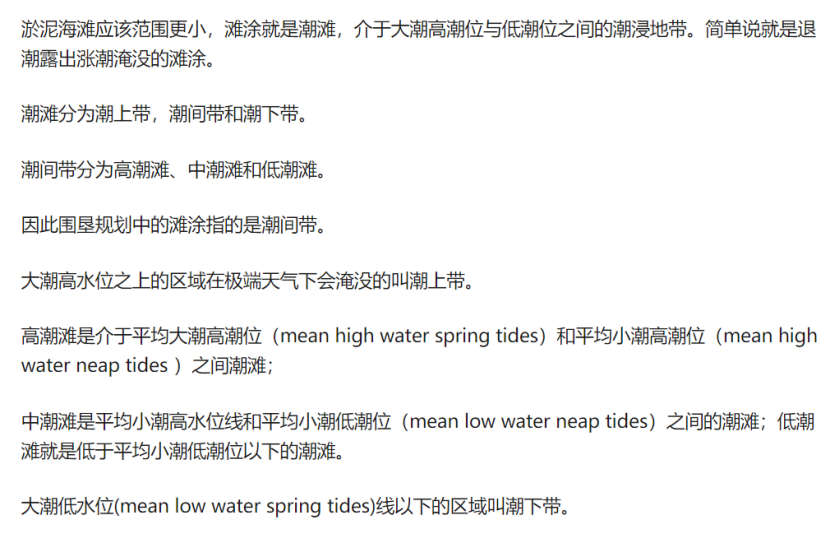 淤泥海滩应该范围更小，滩涂就是潮滩，介于大潮高潮位与低潮位之间的潮浸地带。简单说就是退
潮露出涨潮淹没的滩涂。
潮滩分为潮上带，潮间带和潮下带。
潮间带分为高潮滩、中潮滩和低潮滩。
因此围垦规划中的滩涂指的是潮间带。
大潮高水位之上的区域在极端天气下会淹没的叫潮上带。
高潮滩是介于平均大潮高潮位（mean high water spring tides）和平均小潮高潮位（mean high
water neap tides ）之间潮滩；
中潮滩是平均小潮高水位线和平均小潮低潮位（mean low water neap tides）之间的潮滩；低潮
滩就是低于平均小潮低潮位以下的潮滩。
大潮低水位(mean low water spring tides)线以下的区域叫潮下带。